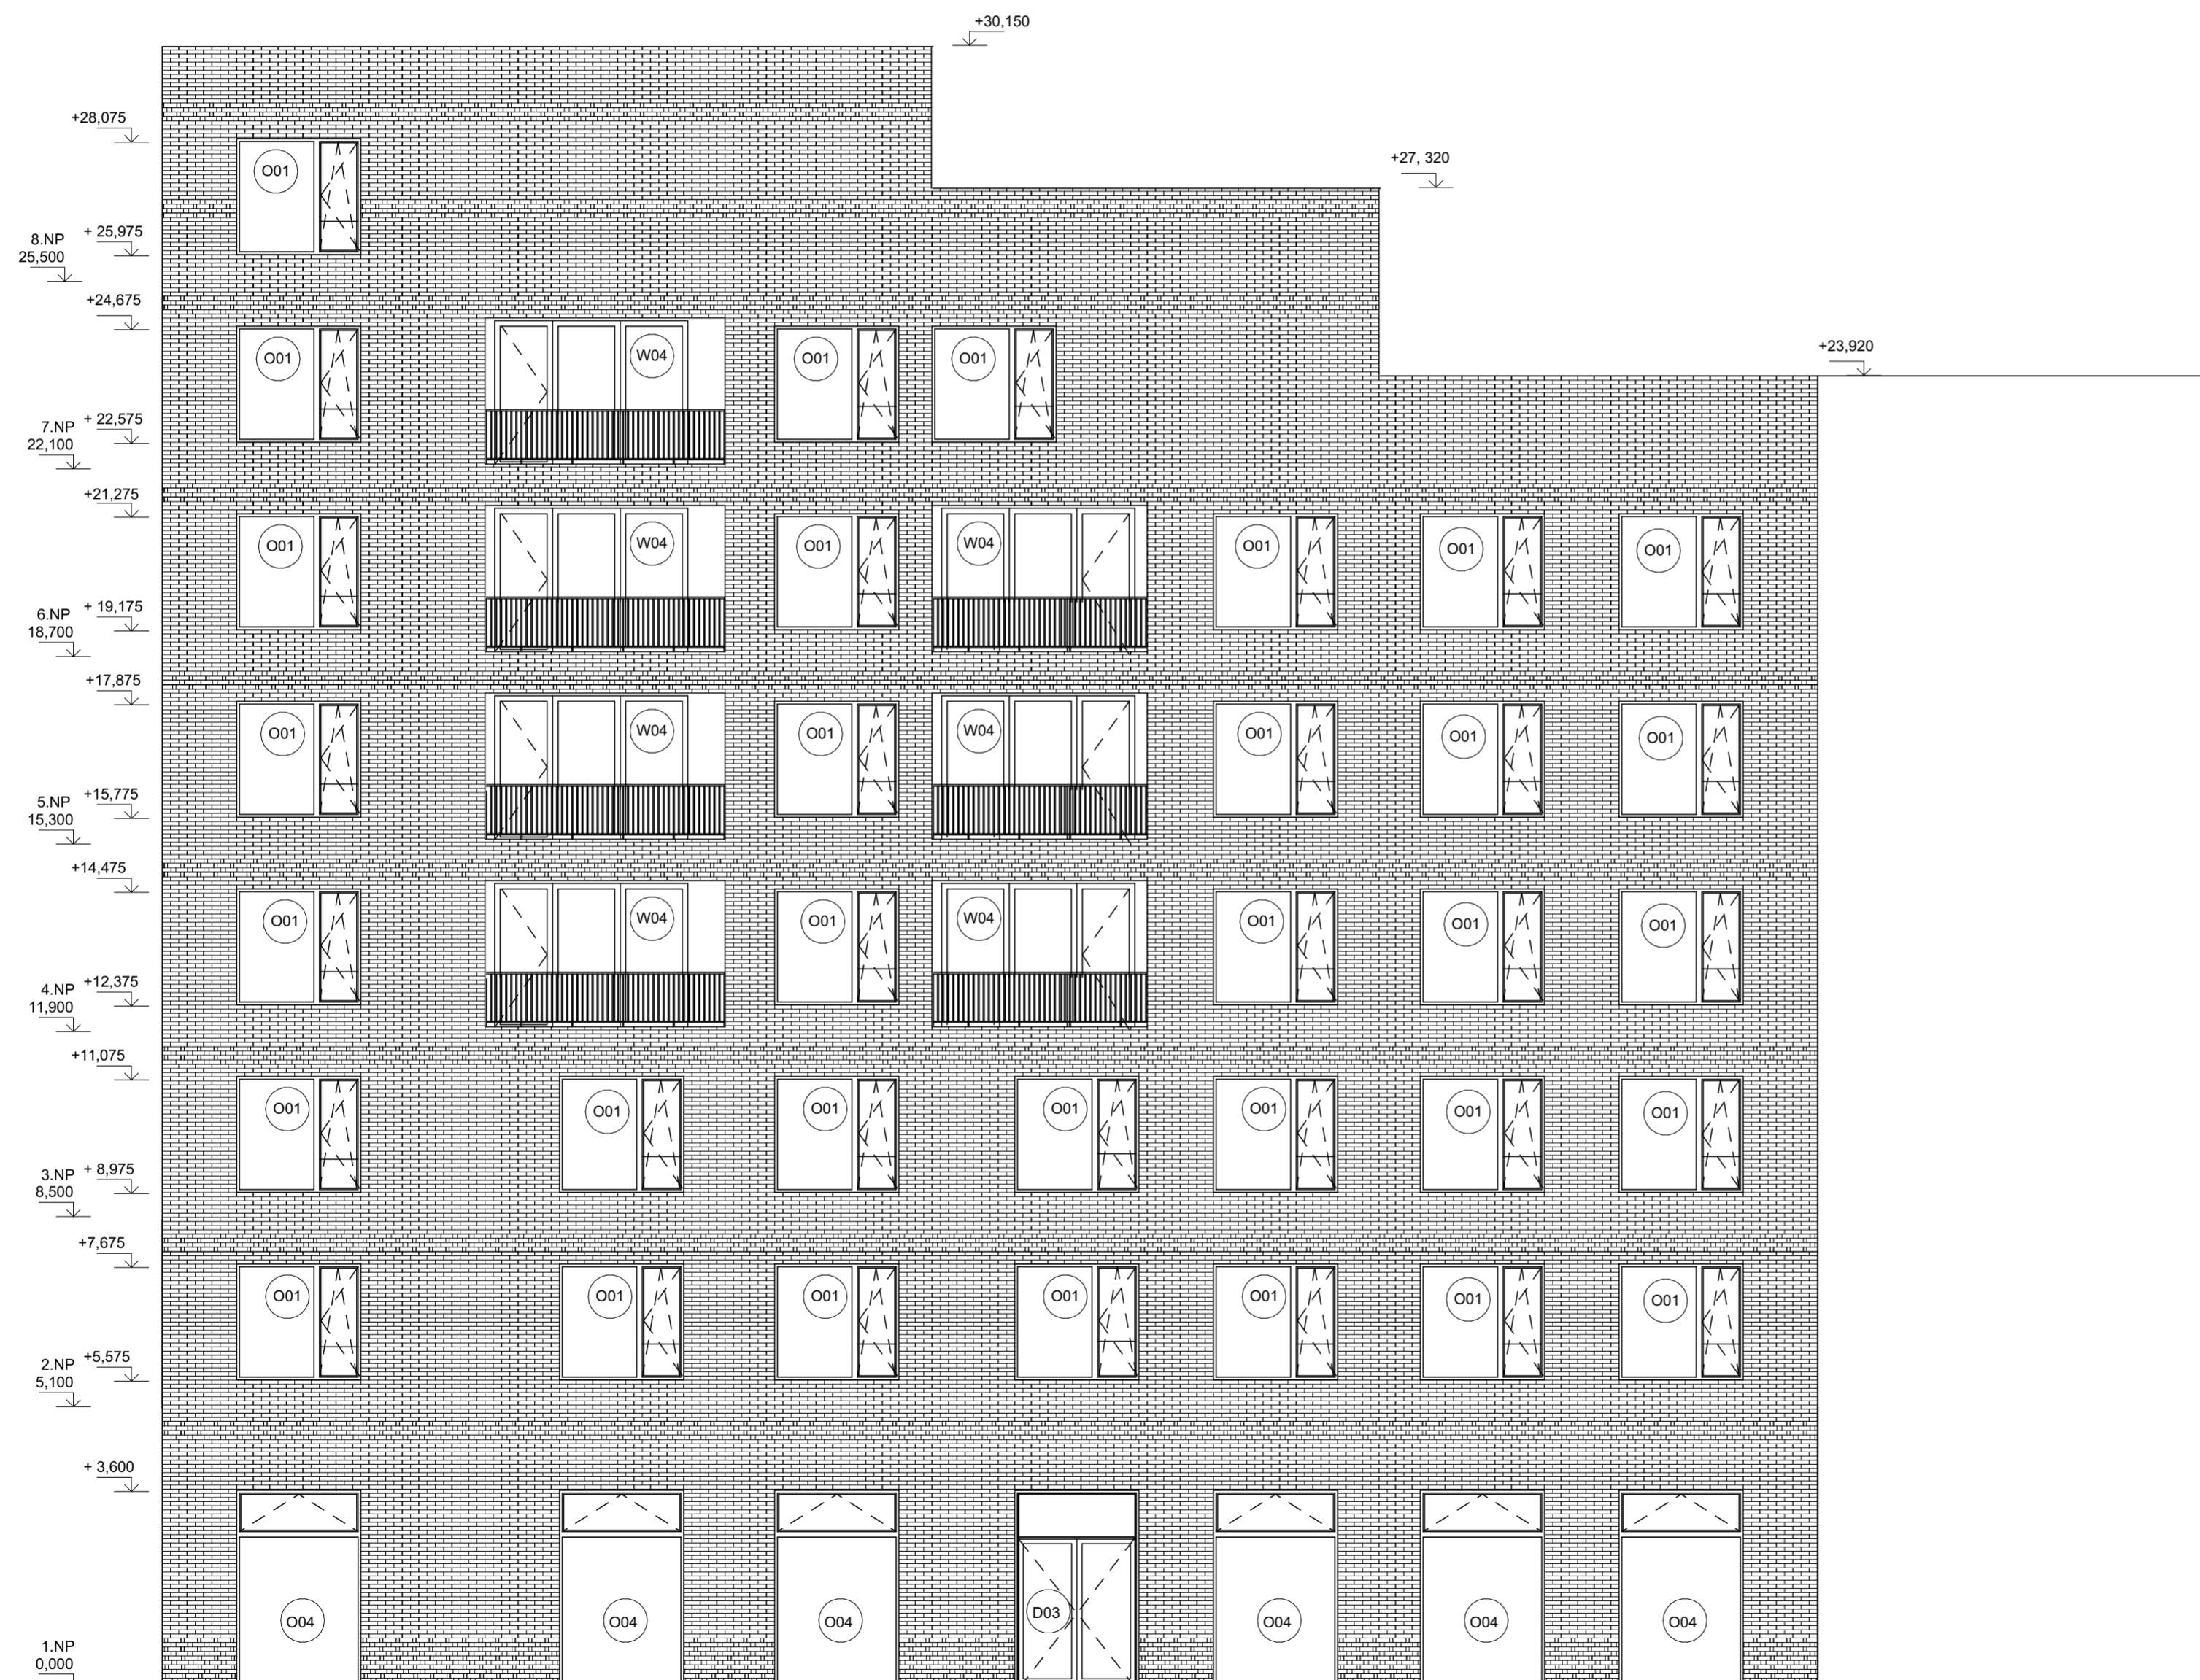 +30,150
+28,075
O01
+27, 320
8.NP
25,500
+ 25,975
+24,675
O01
W04
O01
O01
+23,920
7.NP
22,100
+ 22,575
+21,275
O01
W04
O01
W04
O01
O01
O01
6.NP
18,700
+ 19,175
+17,875
O01
W04
O01
W04
O01
O01
O01
5.NP
15,300
+15,775
+14,475
O01
W04
O01
W04
O01
O01
O01
4.NP
11,900
+12,375
+11,075
O01
O01
O01
O01
O01
O01
O01
3.NP
8,500
+ 8,975
+7,675
O01
O01
O01
O01
O01
O01
O01
2.NP
5,100
+5,575
+ 3,600
O04
O04
O04
D03
O04
O04
O04
1.NP
0,000